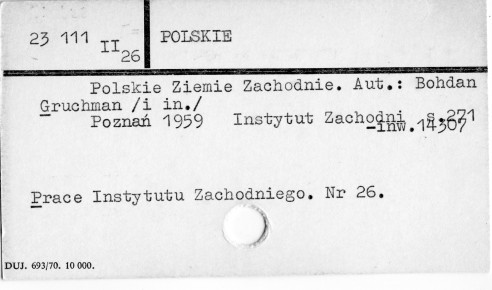 23 111 II
26
POLSKIE
Polskie Ziemie Zachodnie. Aut.: Bohdan
Gruchman /i in./
Poznań 1959 Instytut Zachodni s.271
-inw.14307
Prace Instytutu Zachodniego. Nr 26.
DUJ. 693/70. 10 000.